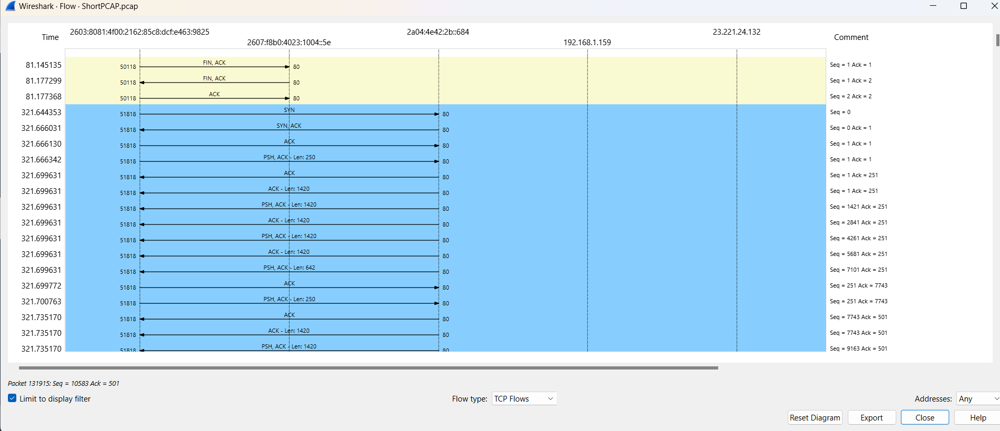 Wireshark · Flow · ShortPCAP.pcap
Time 2603:8081:4f00:2162:85c8:dcf:e463:9825 2607:f8b0:4023:1004::5e 2a04:4e42:2b::684 192.168.1.159 23.221.24.132 Comment
81.145135 50118 FIN, ACK 80 Seq = 1 Ack = 1
81.177299 50118 FIN, ACK 80 Seq = 1 Ack = 2
81.177368 50118 ACK 80 Seq = 2 Ack = 2
321.644353 51818 SYN 80 Seq = 0
321.666031 51818 SYN, ACK 80 Seq = 0 Ack = 1
321.666130 51818 ACK 80 Seq = 1 Ack = 1
321.666342 51818 PSH, ACK - Len: 250 80 Seq = 1 Ack = 1
321.699631 51818 ACK 80 Seq = 1 Ack = 251
321.699631 51818 ACK - Len: 1420 80 Seq = 1 Ack = 251
321.699631 51818 PSH, ACK - Len: 1420 80 Seq = 1421 Ack = 251
321.699631 51818 ACK - Len: 1420 80 Seq = 2841 Ack = 251
321.699631 51818 PSH, ACK - Len: 1420 80 Seq = 4261 Ack = 251
321.699631 51818 ACK - Len: 1420 80 Seq = 5681 Ack = 251
321.699631 51818 PSH, ACK - Len: 642 80 Seq = 7101 Ack = 251
321.699772 51818 ACK 80 Seq = 251 Ack = 7743
321.700763 51818 PSH, ACK - Len: 250 80 Seq = 251 Ack = 7743
321.735170 51818 ACK 80 Seq = 7743 Ack = 501
321.735170 51818 ACK - Len: 1420 80 Seq = 7743 Ack = 501
321.735170 51818 PSH, ACK - Len: 1420 80 Seq = 9163 Ack = 501
Packet 131915: Seq = 10583 Ack = 501
Limit to display filter Flow type: TCP Flows Addresses: Any
Reset Diagram Export Close Help